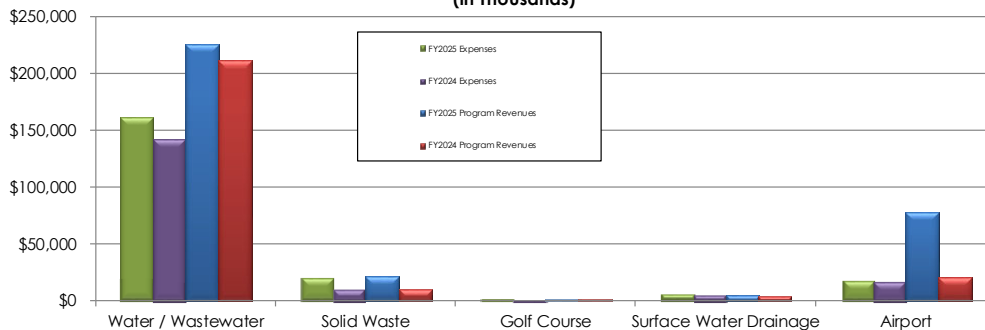 (in Thousands)
$250,000
$200,000
$150,000
$100,000
$50,000
$0
FY2025 Expenses
FY2024 Expenses
FY2025 Program Revenues
FY2024 Program Revenues
Water / Wastewater
Solid Waste
Golf Course
Surface Water Drainage
Airport